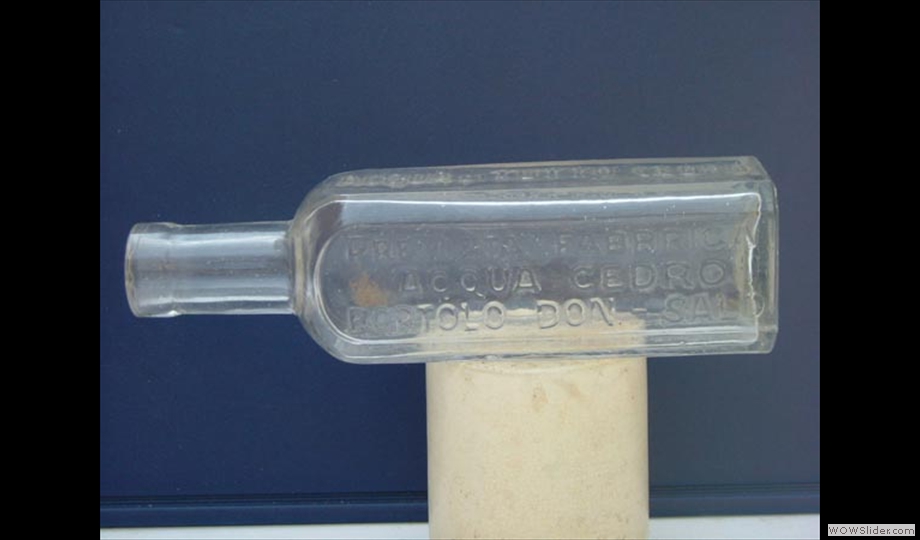 PREMIATA FABBRICA
ACQUA CEDRO
BORTOLO DON - SALO
WOWSlider.com